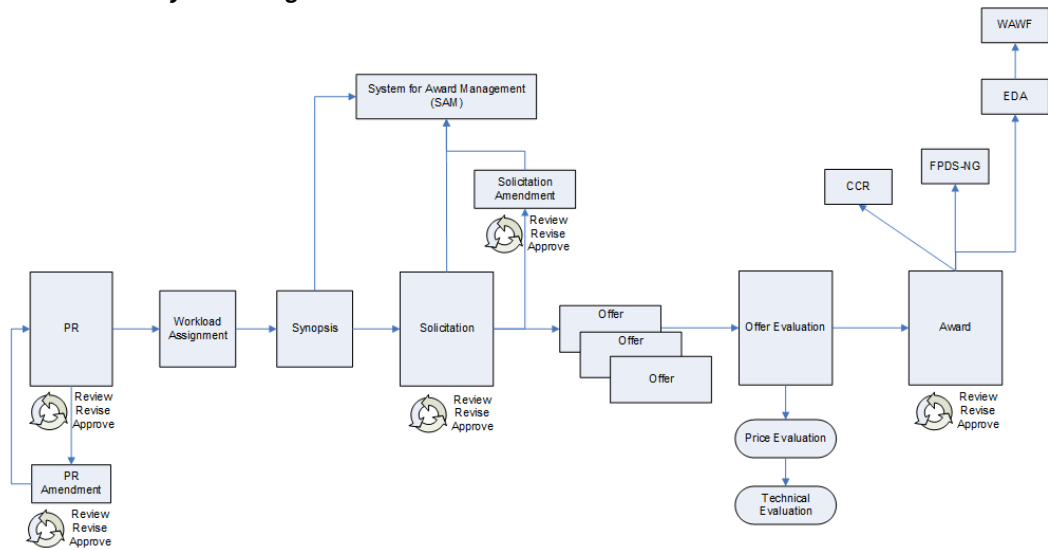 WAWF
System for Award Management
(SAM)
EDA
FPDS-NG
CCR
Solicitation
Amendment
Review
Revise
Approve
PR
Workload
Assignment
Synopsis
Solicitation
Offer
Offer
Offer
Offer Evaluation
Award
Review
Revise
Approve
Review
Revise
Approve
Review
Revise
Approve
Price Evaluation
PR
Amendment
Technical
Evaluation
Review
Revise
Approve